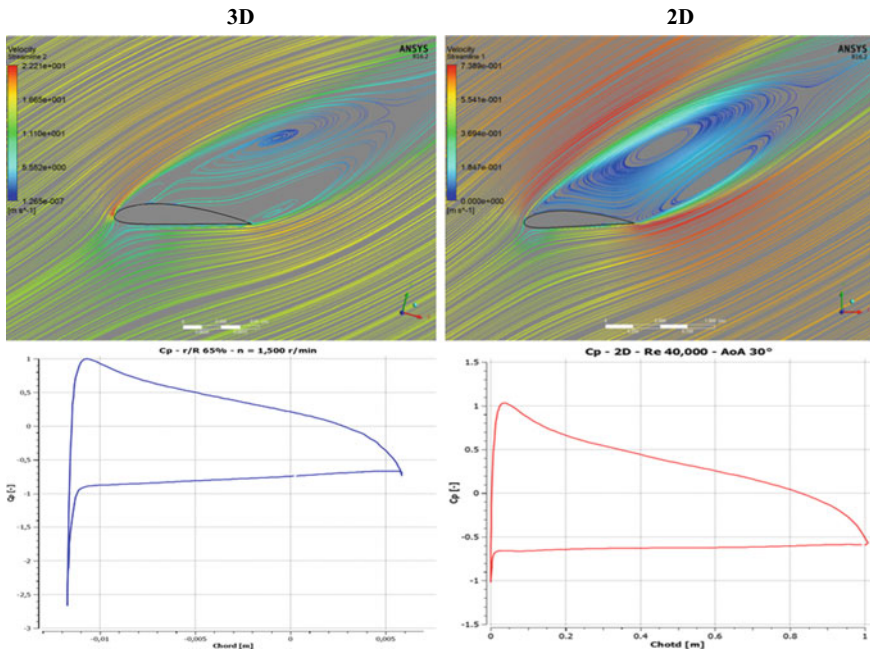 3D
2D
Velocity
Streamline 2
2.221e+001
1.665e+001
1.110e+001
5.552e+000
1.265e-007
[m s^-1]
ANSYS
R16.2
Velocity
Streamline 1
7.389e-001
5.541e-001
3.694e-001
1.847e-001
0.000e+000
[m s^-1]
ANSYS
R16.2
Cp - r/R 65% - n = 1,500 r/min
1
0,5
0
-0,5
-1
-1,5
-2
-2,5
-3
Cp [-]
-0,01
-0,005
0
0,005
Chord [m]
Cp - 2D - Re 40,000 - AoA 30°
1.5
1
0.5
0
-0.5
-1
-1.5
Cp [-]
0
0.2
0.4
0.6
0.8
1
Chotd [m]